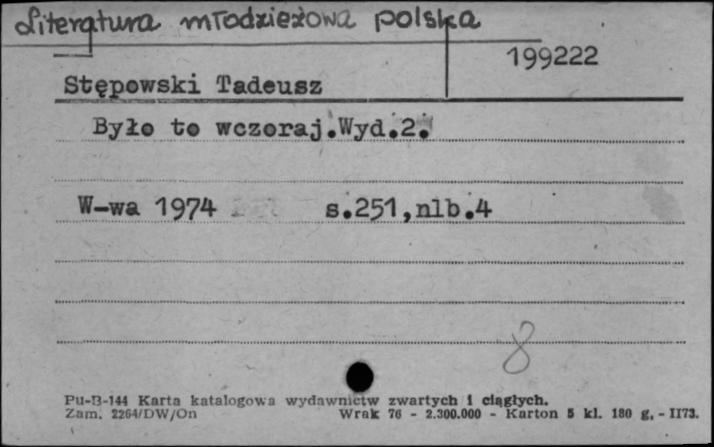 Literatura młodzieżowa polska
199222
Stępowski Tadeusz
Było to wczoraj.Wyd.2.
W-wa 1974 s.251,nlb.4
8
Pu-B-144 Karta katalogowa wydawnictw zwartych i ciągłych.
Zam. 2264/DW/On Wrak 76 - 2.300.000 - Karton 5 kl. 180 g. - II73.